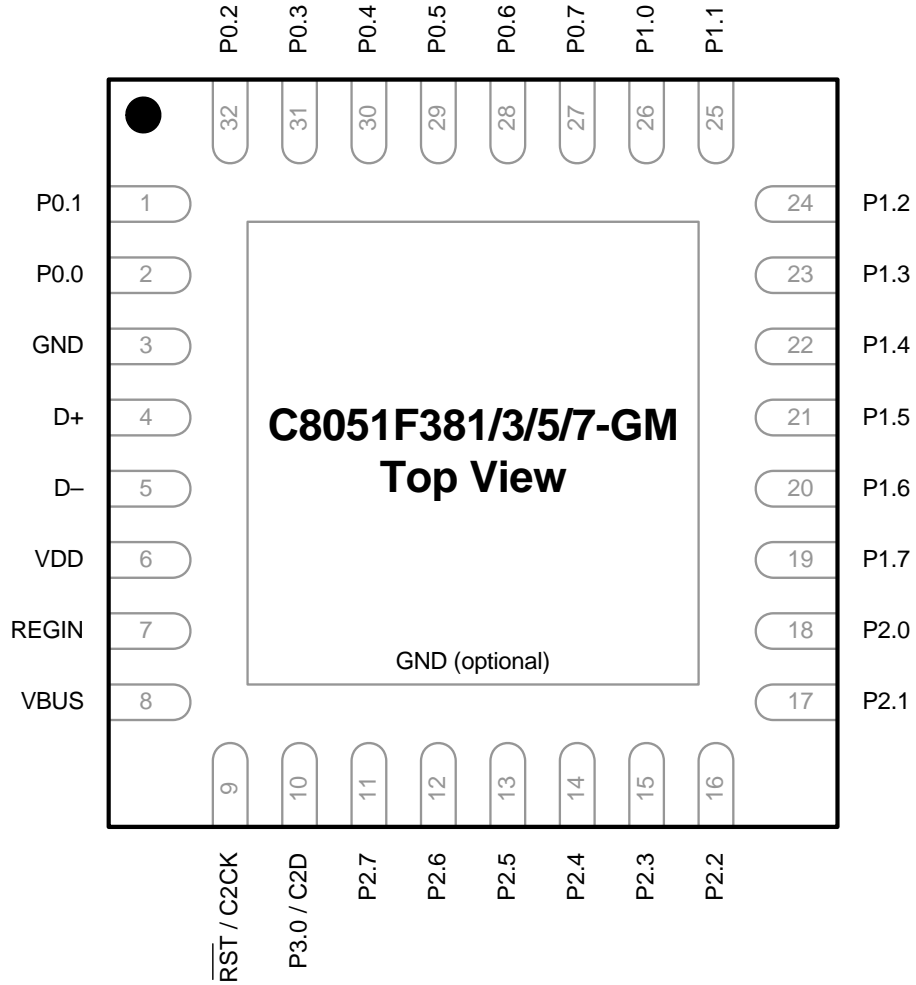 P0.2 P0.3 P0.4 P0.5 P0.6 P0.7 P1.0 P1.1
32 31 30 29 28 27 26 25
P0.1 1 24 P1.2
P0.0 2 23 P1.3
GND 3 22 P1.4
D+ 4 21 P1.5
D– 5 20 P1.6
VDD 6 19 P1.7
REGIN 7 18 P2.0
VBUS 8 17 P2.1
C8051F381/3/5/7-GM
Top View
GND (optional)
9 10 11 12 13 14 15 16
RST / C2CK P3.0 / C2D P2.7 P2.6 P2.5 P2.4 P2.3 P2.2